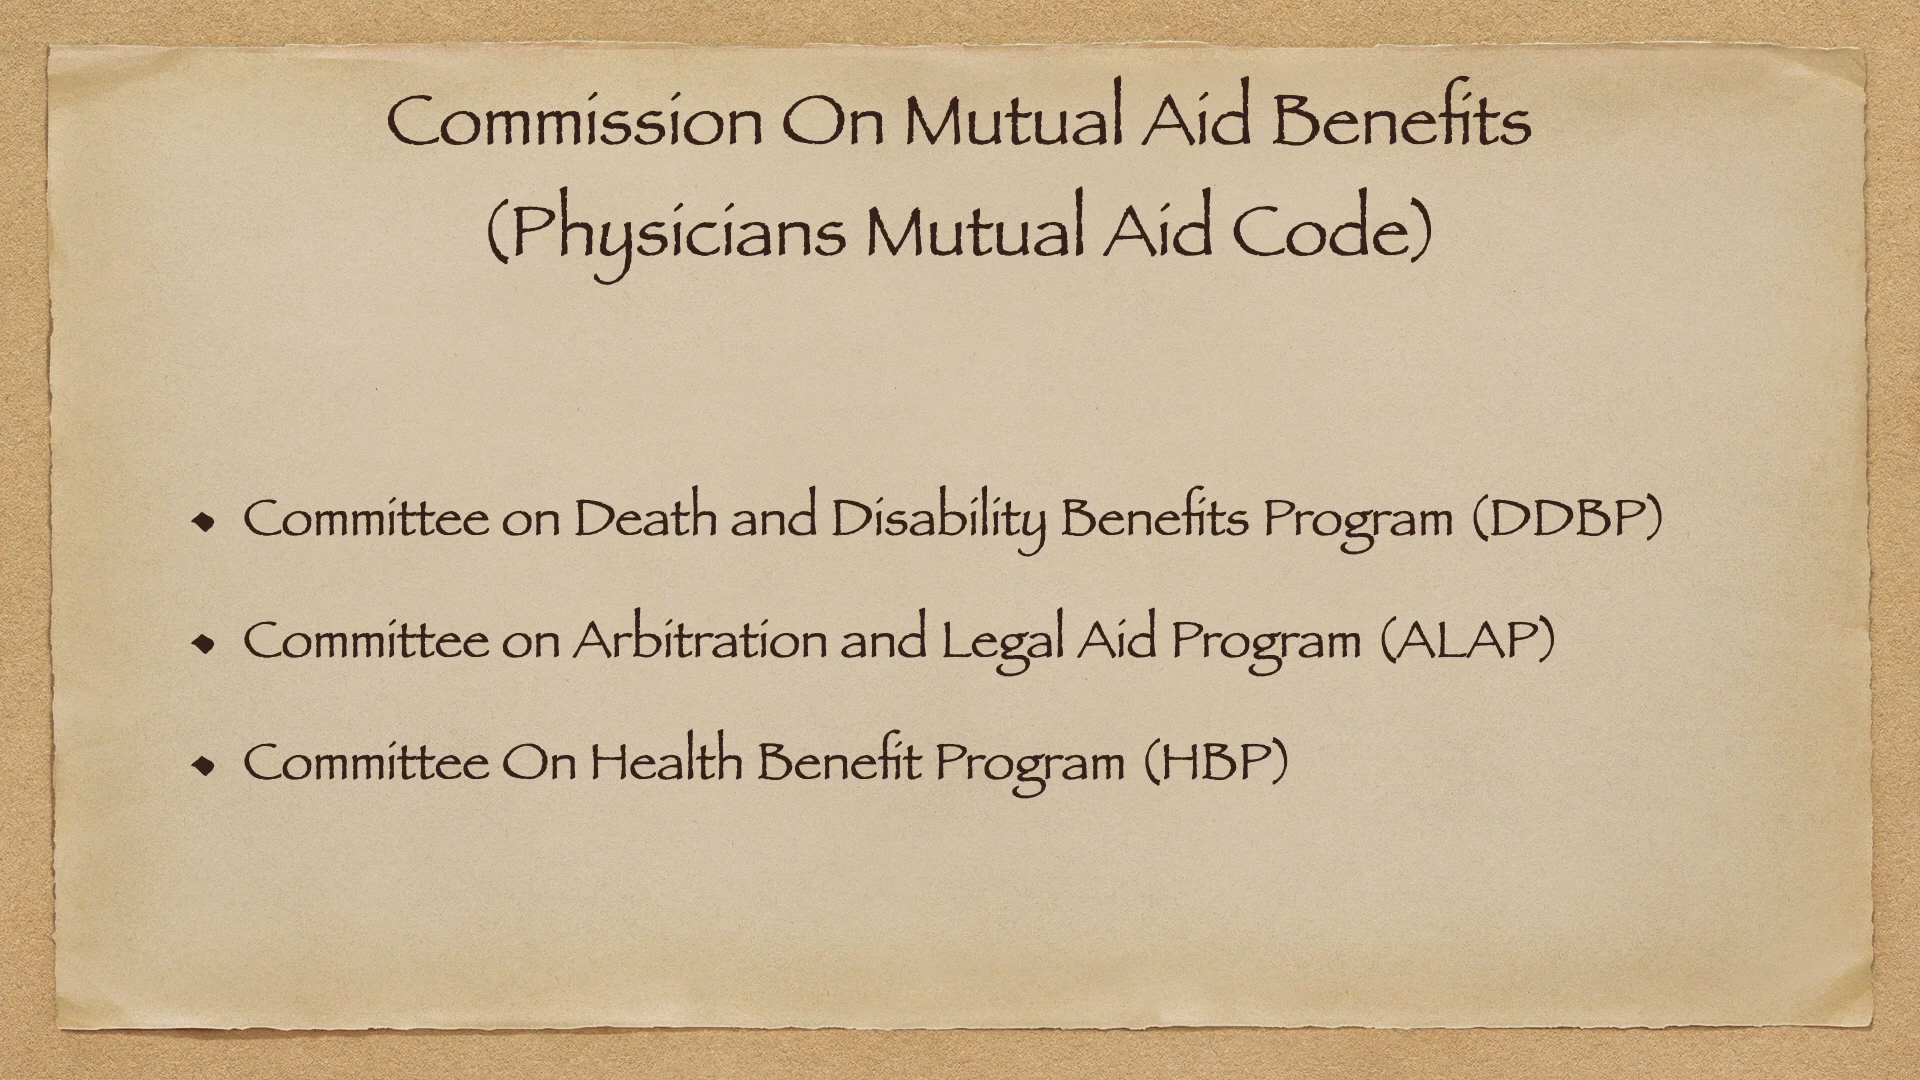 Commission On Mutual Aid Benefits
(Physicians Mutual Aid Code)
Committee on Death and Disability Benefits Program (DDBP)
Committee on Arbitration and Legal Aid Program (ALAP)
Committee On Health Benefit Program (HBP)